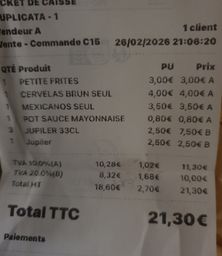 CKET DE CAISSE
UPLICATA - 1
endeur A
1 client
Vente - Commande C15
26/02/2026 21:06:20
QTÉ Produit PU Prix
1 PETITE FRITES 3,00€ 3,00€ A
1 CERVELAS BRUN SEUL 4,00€ 4,00€ A
1 MEXICANOS SEUL 3,50€ 3,50€ A
1 POT SAUCE MAYONNAISE 0,80€ 0,80€ A
3 JUPILER 33CL 2,50€ 7,50€ B
1 Jupiler 2,50€ 2,50€ B
TVA 10.0%(A) 10,28€ 1,02€ 11,30€
TVA 20.0%(B) 8,32€ 1,68€ 10,00€
Total HT 18,60€ 2,70€ 21,30€
Total TTC 21,30€
Paiements